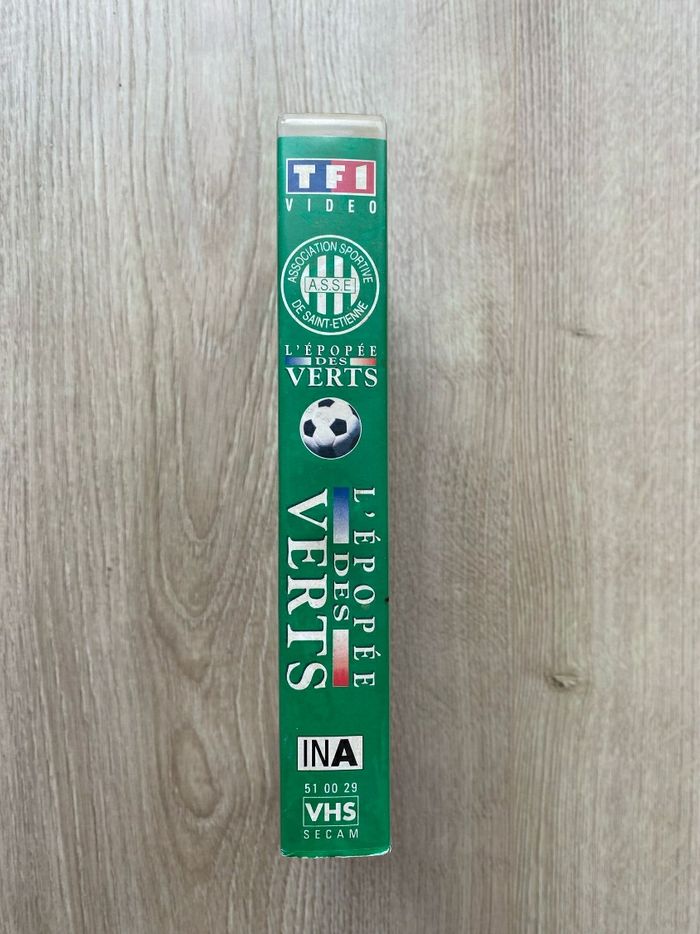 TF1
VIDEO
ASSOCIATION SPORTIVE
A.S.S.E
DE SAINT-ETIENNE
L'ÉPOPÉE
DES
VERTS
L'ÉPOPÉE
DES
VERTS
INA
51 00 29
VHS
SECAM